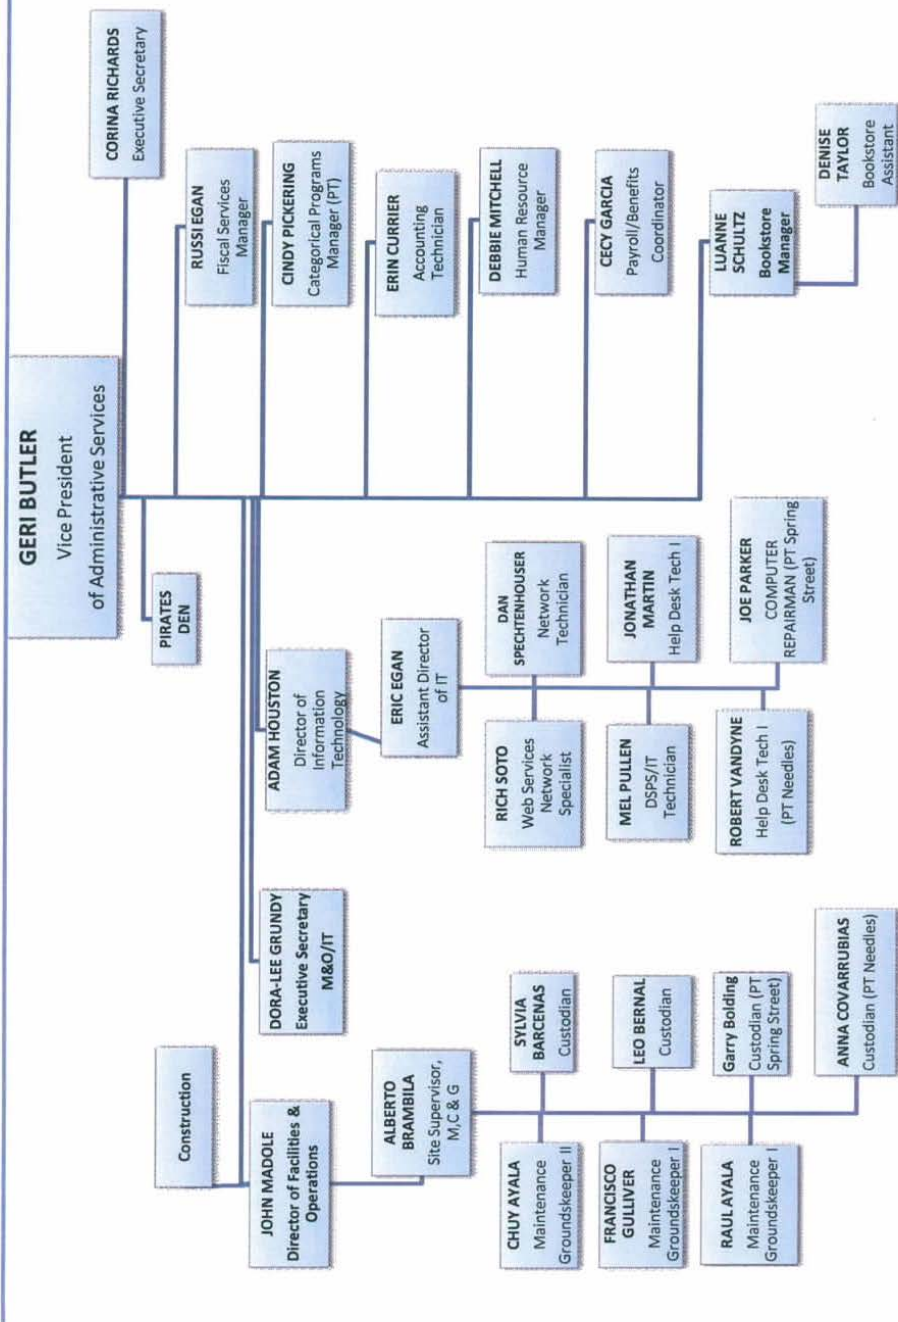 GERI BUTLER
Vice President
of Administrative Services
CORINA RICHARDS
Executive Secretary
PIRATES
DEN
RUSSI EGAN
Fiscal Services
Manager
CINDY PICKERING
Categorical Programs
Manager (PT)
ERIN CURRIER
Accounting
Technician
DEBBIE MITCHELL
Human Resource
Manager
CECY GARCIA
Payroll/Benefits
Coordinator
LUANNE
SCHULTZ
Bookstore
Manager
DENISE
TAYLOR
Bookstore
Assistant
Construction
JOHN MADOLE
Director of Facilities &
Operations
DORA-LEE GRUNDY
Executive Secretary
M&O/IT
ADAM HOUSTON
Director of
Information
Technology
ALBERTO
BRAMBILA
Site Supervisor,
M,C & G
ERIC EGAN
Assistant Director
of IT
CHUY AYALA
Maintenance
Groundskeeper II
SYLVIA
BARCENAS
Custodian
FRANCISCO
GULLIVER
Maintenance
Groundskeeper I
LEO BERNAL
Custodian
RAUL AYALA
Maintenance
Groundskeeper I
Garry Bolding
Custodian (PT
Spring Street)
ANNA COVARRUBIAS
Custodian (PT Needles)
RICH SOTO
Web Services
Network
Specialist
DAN
SPECHTENHOUSER
Network
Technician
MEL PULLEN
DSPS/IT
Technician
JONATHAN
MARTIN
Help Desk Tech I
ROBERT VANDYNE
Help Desk Tech I
(PT Needles)
JOE PARKER
COMPUTER
REPAIRMAN (PT Spring
Street)